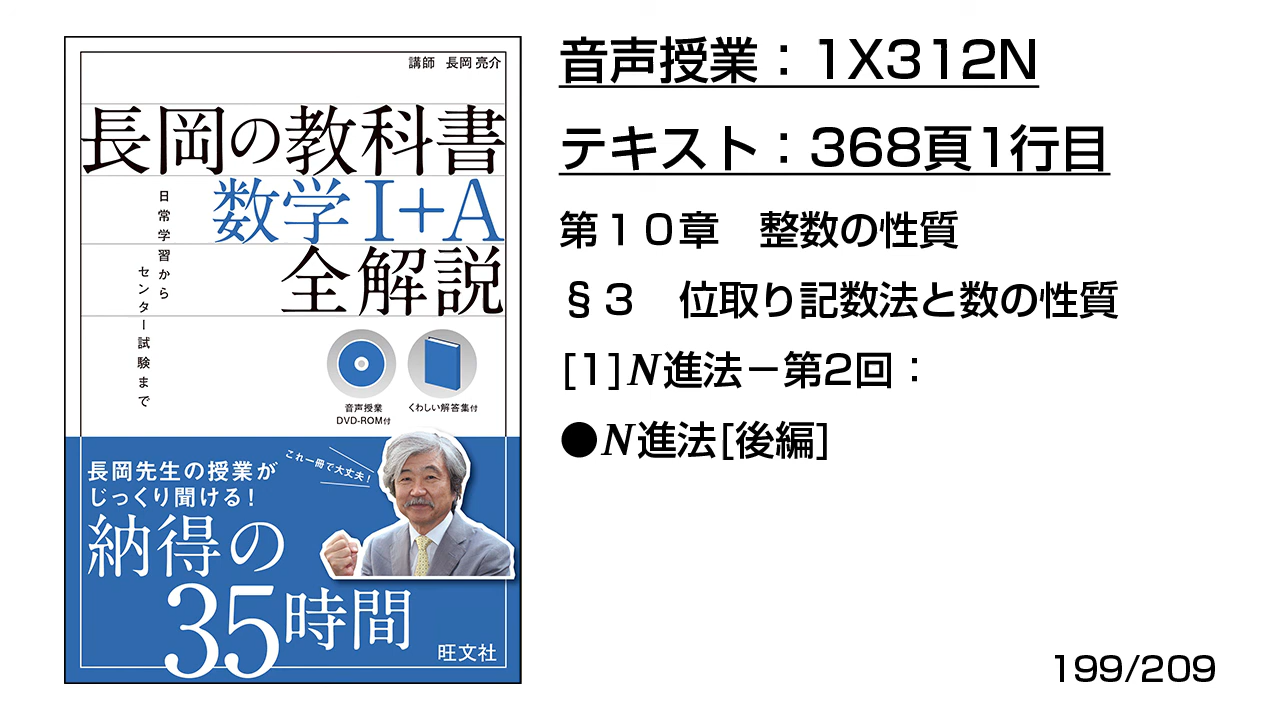 講師 長岡 亮介
長岡の教科書
数学Ⅰ+A
全解説
日常学習から
センター試験まで
音声授業
DVD-ROM付
くわしい解答集付
長岡先生の授業が
じっくり聞ける!
これ一冊で大丈夫!
納得の
35時間
旺文社
音声授業：1X312N
テキスト：368頁1行目
第１０章　整数の性質
§３　位取り記数法と数の性質
[1]N進法－第2回：
●N進法[後編]
199/209